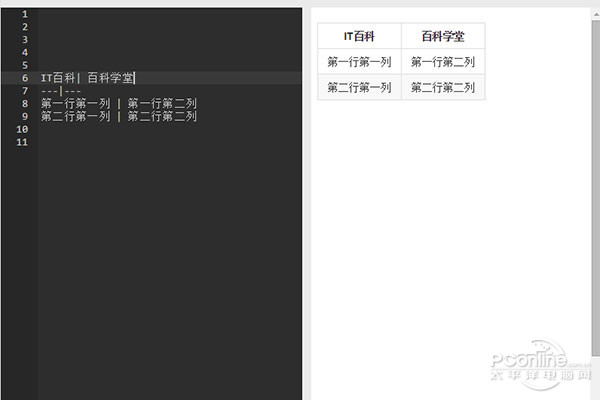 1
2
3
4
5
6 IT百科| 百科学堂
7 ---|---
8 第一行第一列 | 第一行第二列
9 第二行第一列 | 第二行第二列
10
11
IT百科 百科学堂
第一行第一列 第一行第二列
第二行第一列 第二行第二列
PConline.com.cn
太平洋电脑网